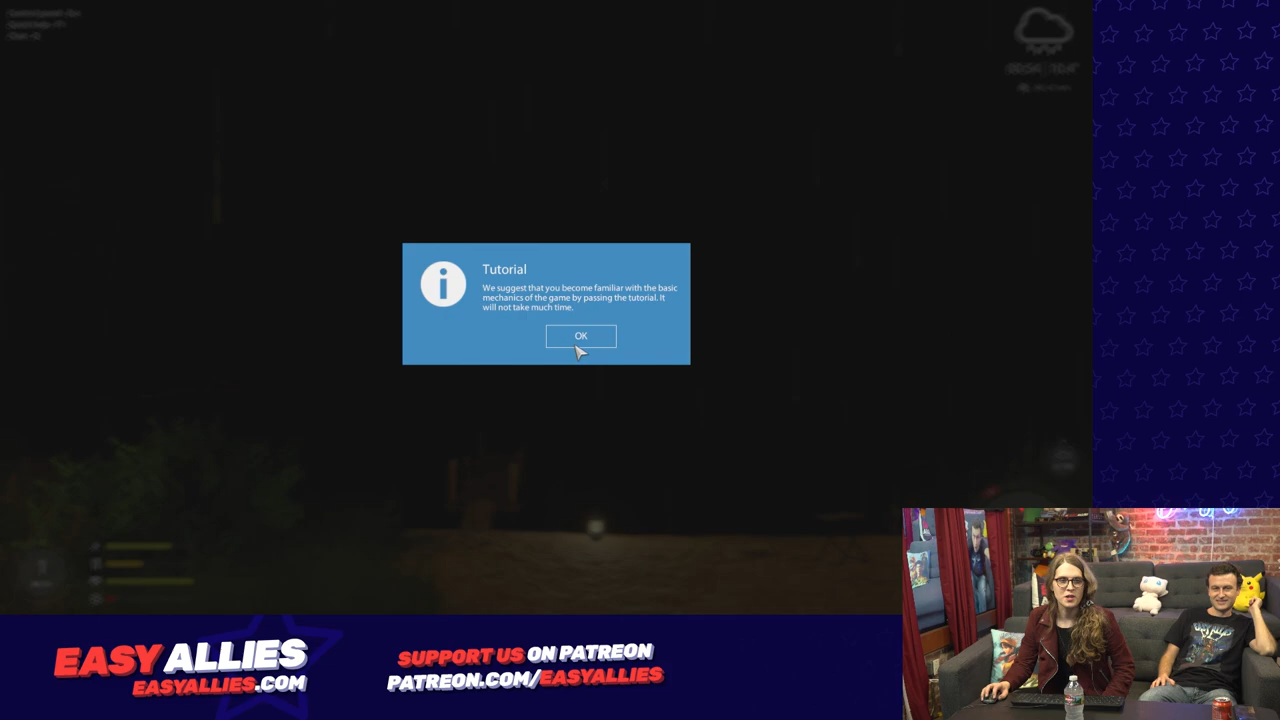 Tutorial
We suggest that you become familiar with the basic
mechanics of the game by passing the tutorial. It
will not take much time.
OK
EASY ALLIES
EASYALLIES.COM
SUPPORT US ON PATREON
PATREON.COM/EASYALLIES